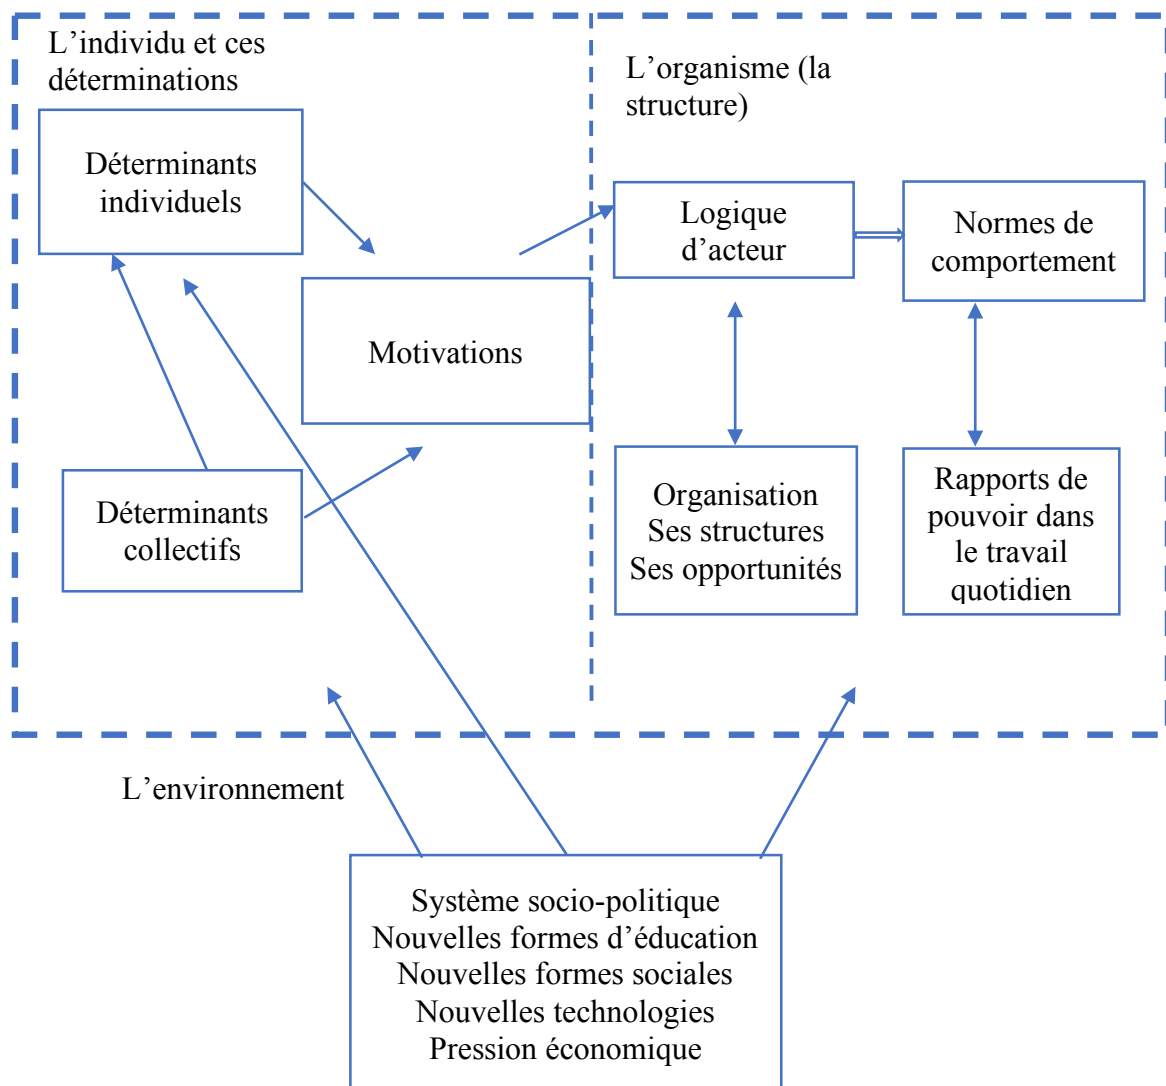 L’individu et ces
déterminations
L’organisme (la
structure)
Déterminants
individuels
Logique
d’acteur
Normes de
comportement
Motivations
Déterminants
collectifs
Organisation
Ses structures
Ses opportunités
Rapports de
pouvoir dans
le travail
quotidien
L’environnement
Système socio-politique
Nouvelles formes d’éducation
Nouvelles formes sociales
Nouvelles technologies
Pression économique